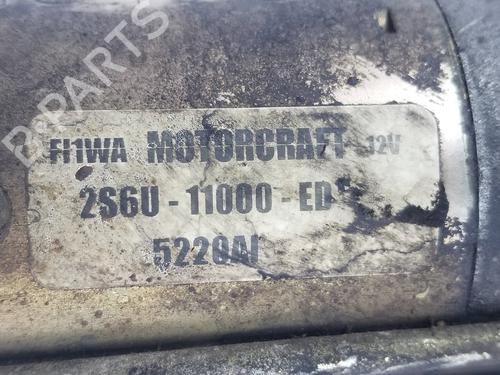 B-Parts
FI1WA MOTORCRAFT 12V
2S6U - 11000 - ED
5220AI